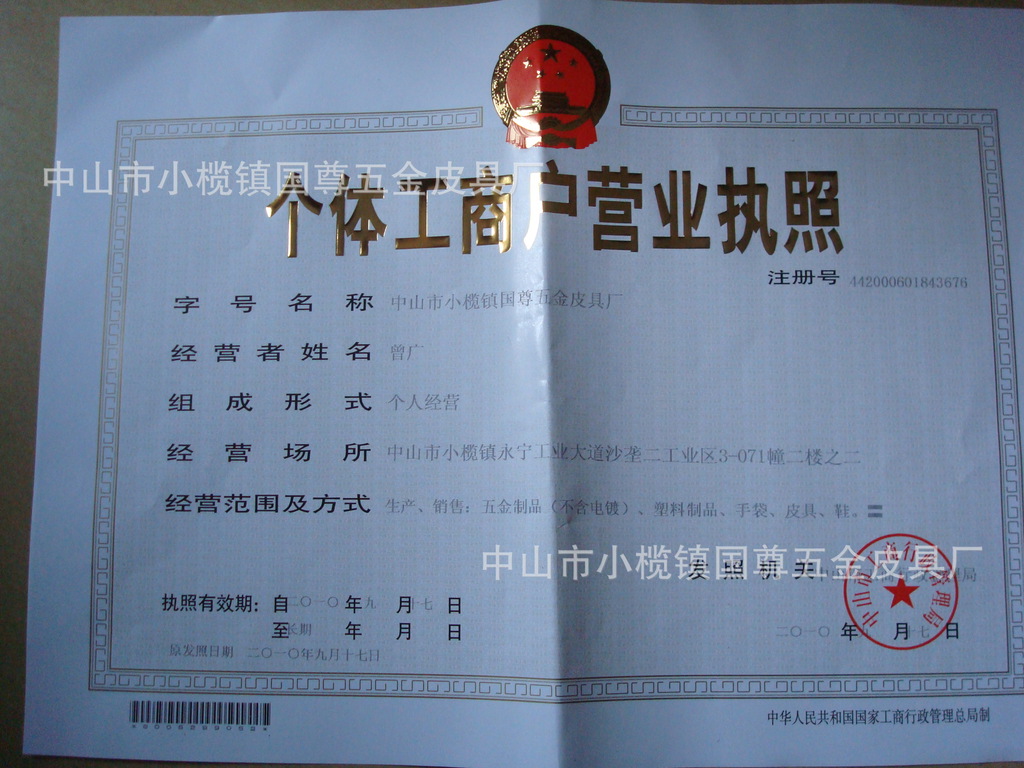 中山市小榄镇国尊五金皮具厂
个体工商户营业执照
注册号 442000601843676
字号名称 中山市小榄镇国尊五金皮具厂
经营者姓名 曾广
组成形式 个人经营
经营场所 中山市小榄镇永宁工业大道沙垄二工业区3-071幢二楼之二
经营范围及方式 生产、销售：五金制品（不含电镀）、塑料制品、手袋、皮具、鞋。
中山市小榄镇国尊五金皮具厂
发照机关
执照有效期：自二〇一〇年九月十七日
至长期 年 月 日
二〇一〇年 月十七日
原发照日期 二〇一〇年九月十七日
中华人民共和国国家工商行政管理总局制